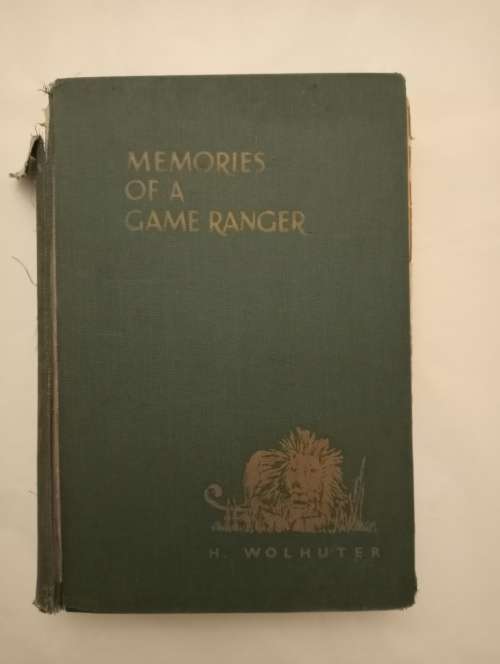 MEMORIES
OF A
GAME RANGER
H. WOLHUTER